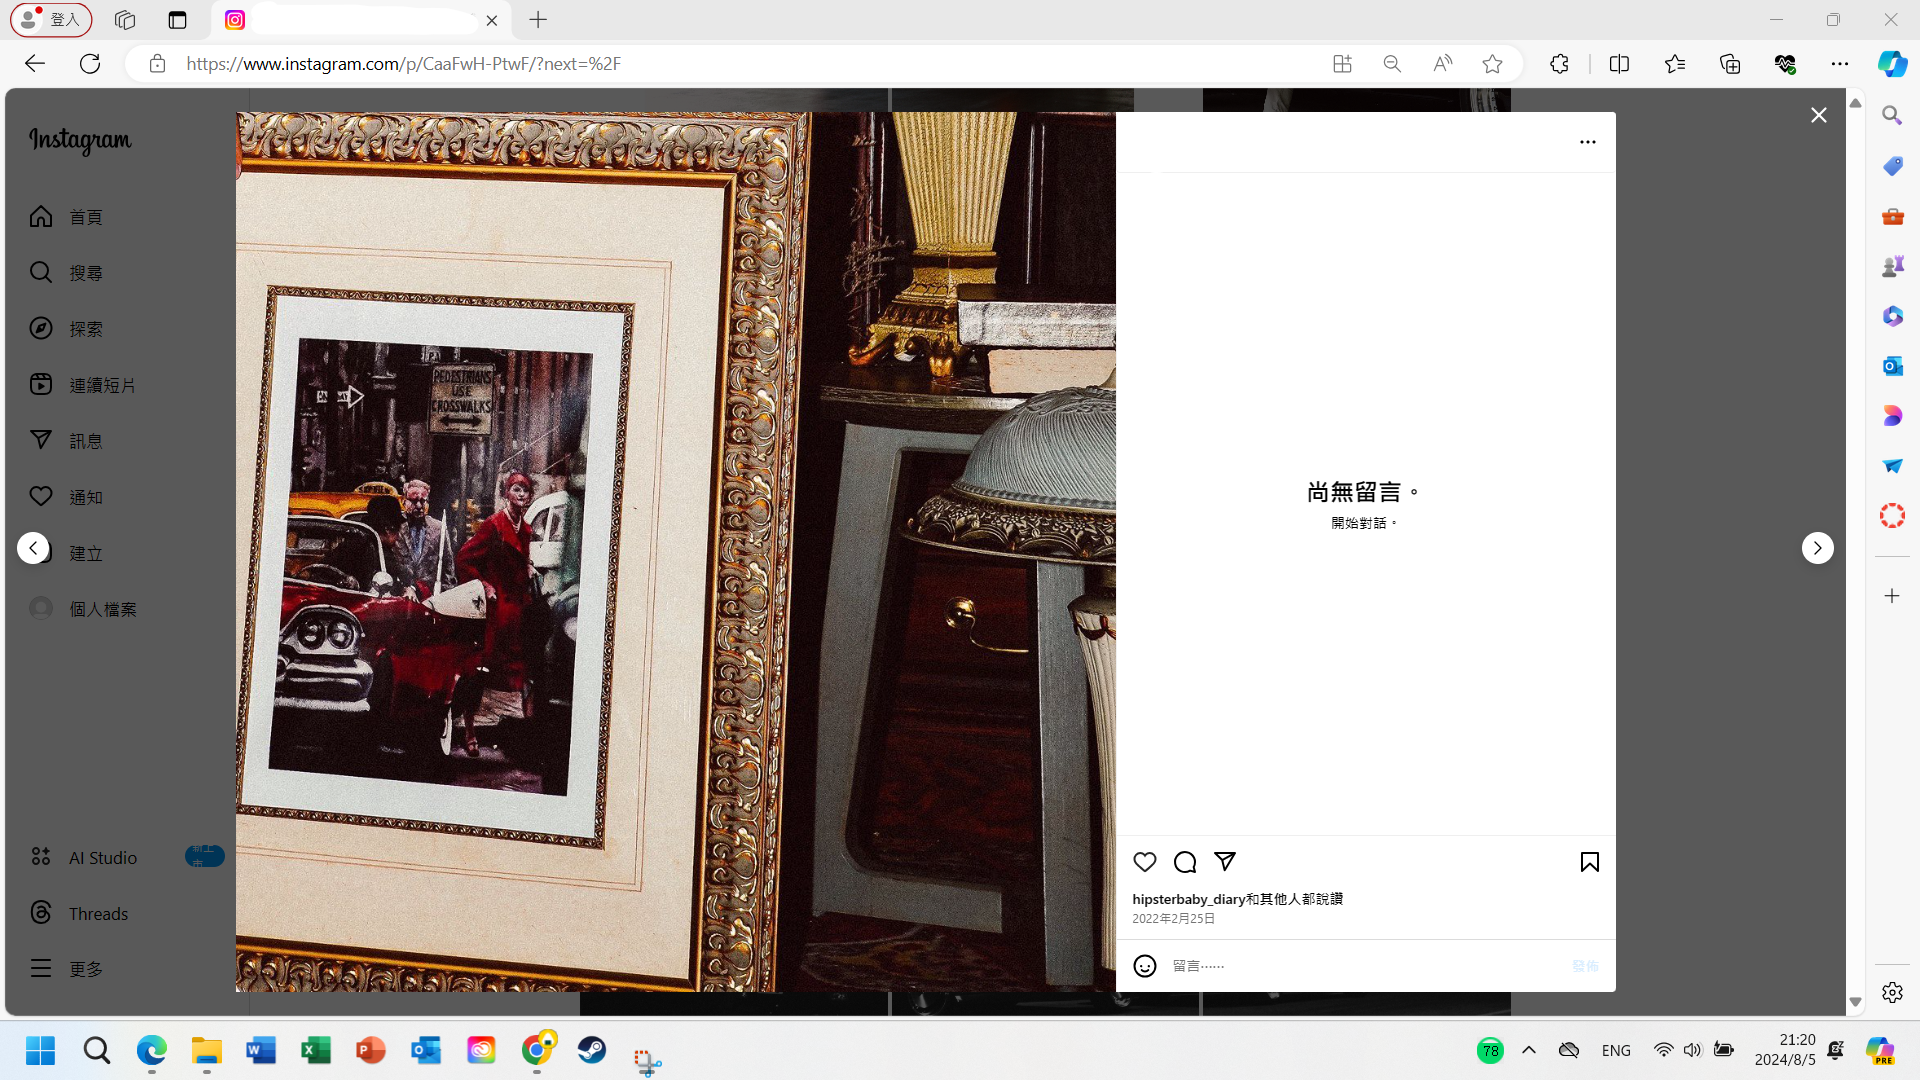 登入
https://www.instagram.com/p/CaaFwH-PtwF/?next=%2F
Instagram
首頁
搜尋
探索
連續短片
訊息
通知
建立
個人檔案
AI Studio
Threads
更多
PEDESTRIANS
USE
CROSSWALKS
尚無留言。
開始對話。
hipsterbaby_diary和其他人都說讚
2022年2月25日
留言……
發佈
78
ENG
21:20
2024/8/5
PRE